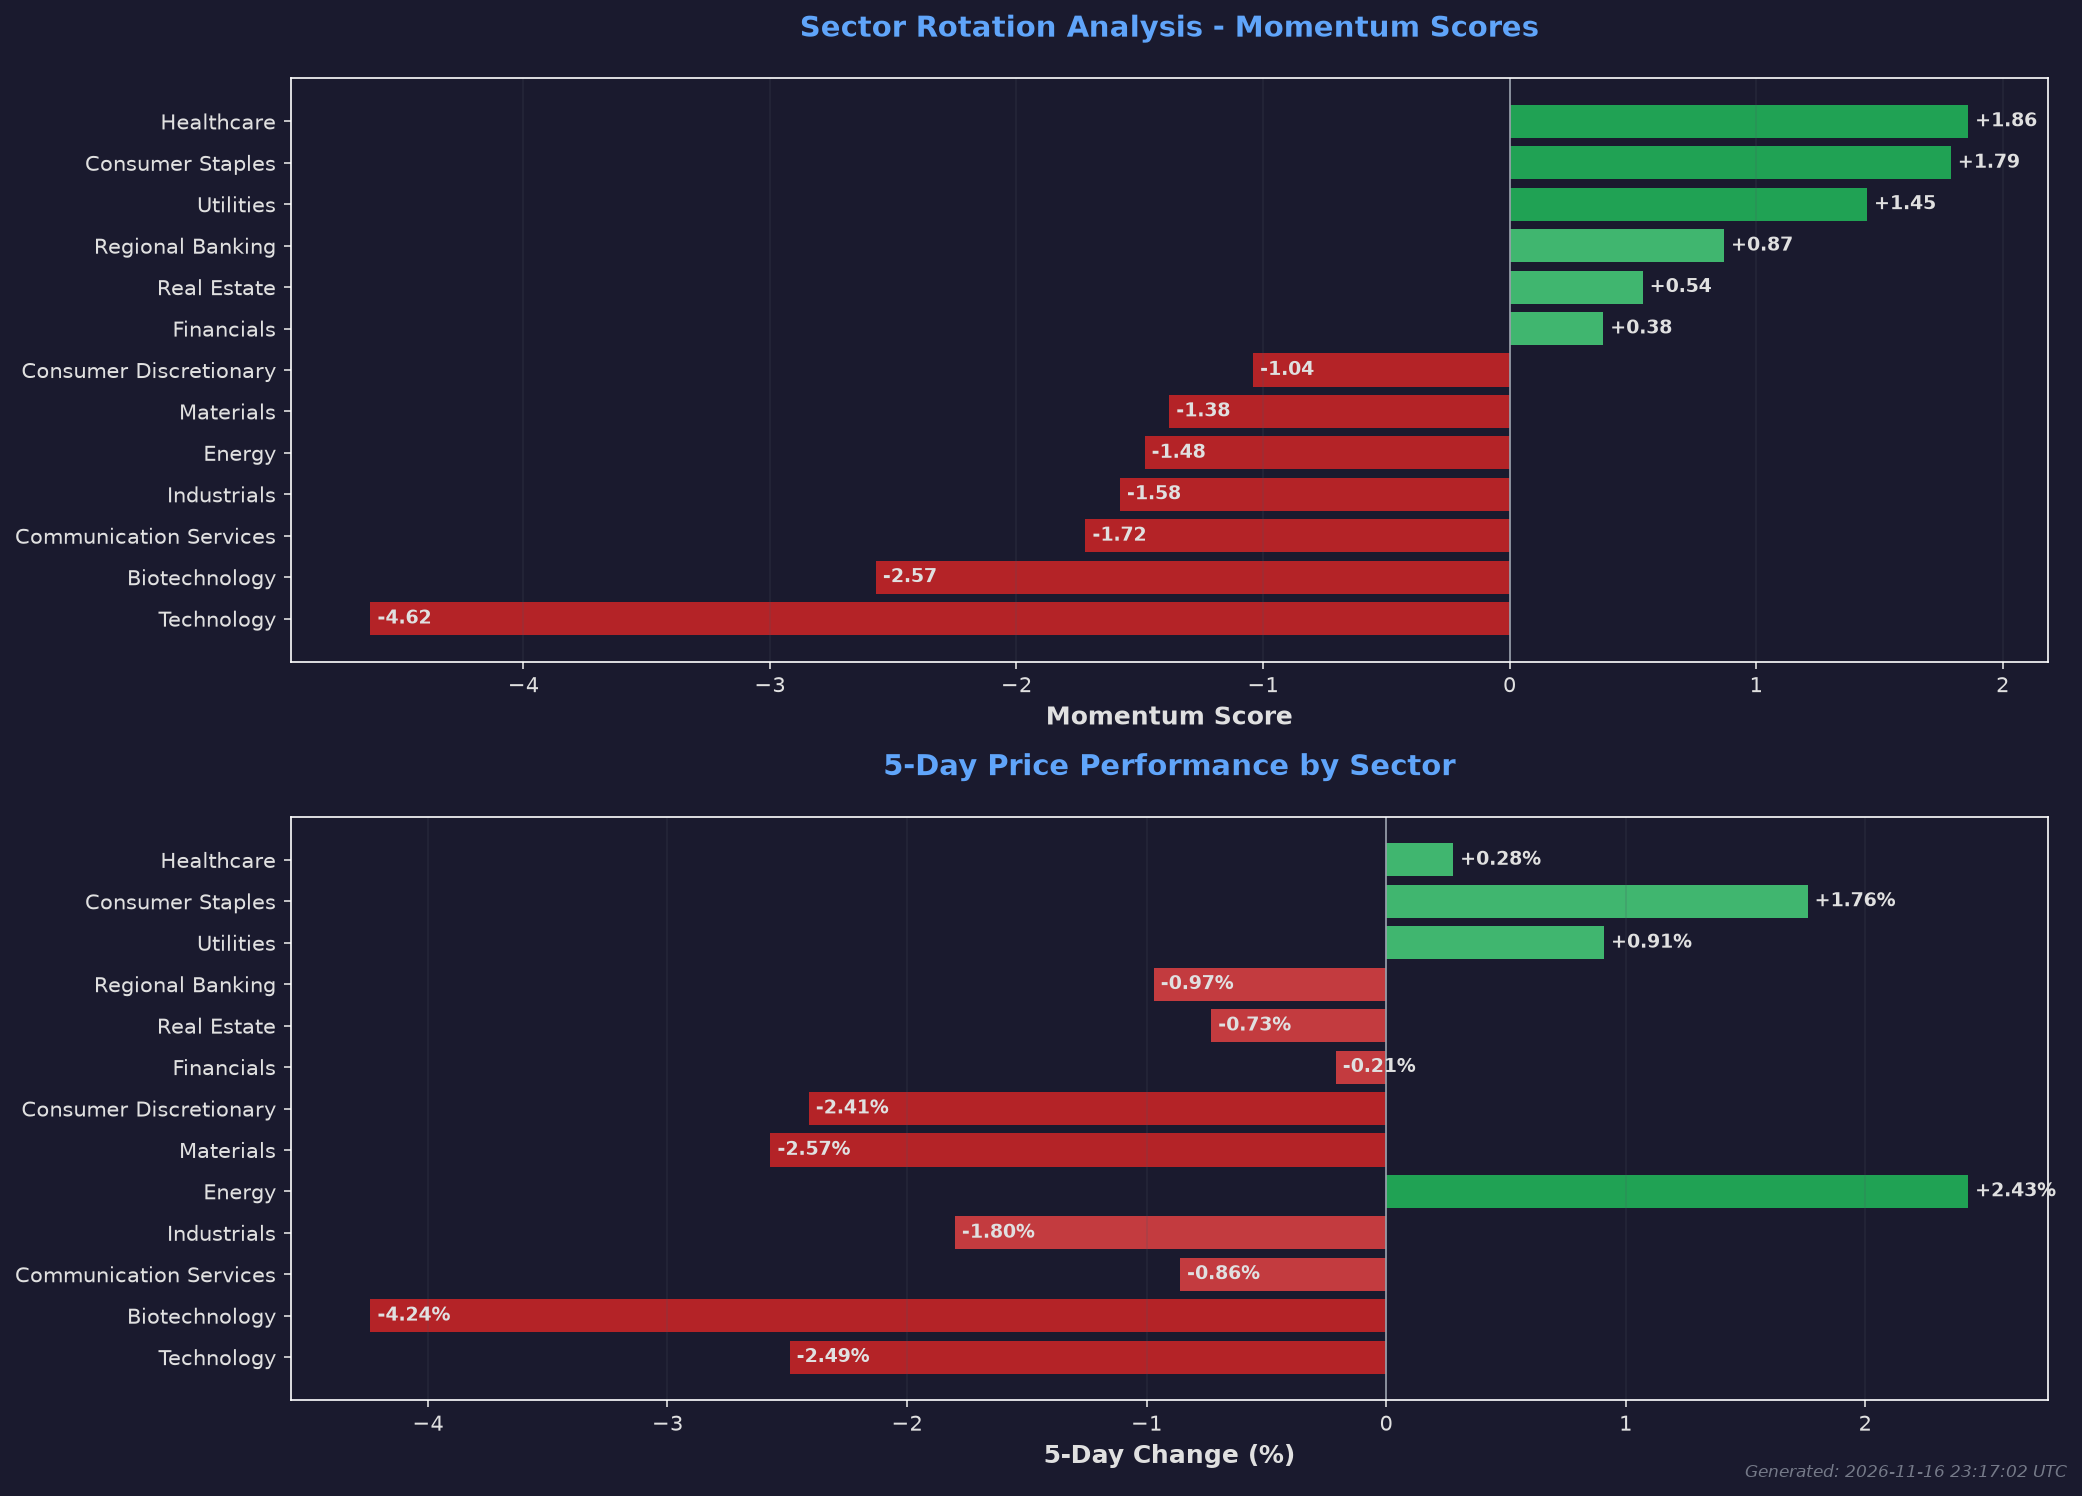 Sector Rotation Analysis - Momentum Scores
Healthcare +1.86
Consumer Staples +1.79
Utilities +1.45
Regional Banking +0.87
Real Estate +0.54
Financials +0.38
Consumer Discretionary -1.04
Materials -1.38
Energy -1.48
Industrials -1.58
Communication Services -1.72
Biotechnology -2.57
Technology -4.62
−4 −3 −2 −1 0 1 2
Momentum Score
5-Day Price Performance by Sector
Healthcare +0.28%
Consumer Staples +1.76%
Utilities +0.91%
Regional Banking -0.97%
Real Estate -0.73%
Financials -0.21%
Consumer Discretionary -2.41%
Materials -2.57%
Energy +2.43%
Industrials -1.80%
Communication Services -0.86%
Biotechnology -4.24%
Technology -2.49%
−4 −3 −2 −1 0 1 2
5-Day Change (%)
Generated: 2026-11-16 23:17:02 UTC